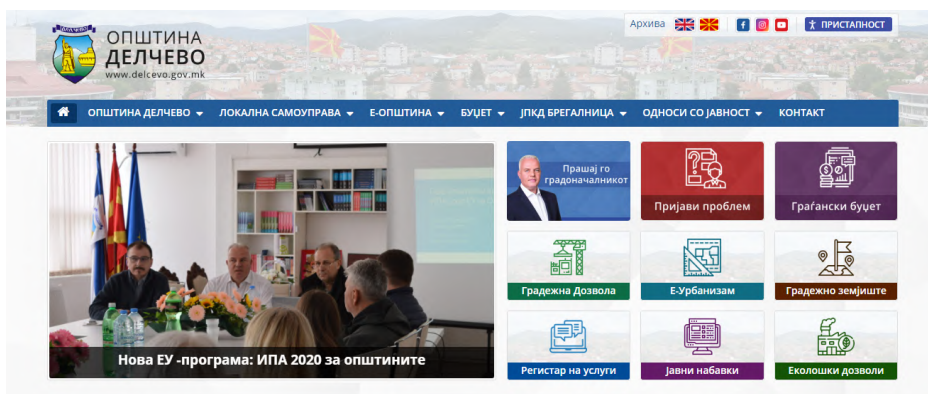 Архива
ПРИСТАПНОСТ
ОПШТИНА
ДЕЛЧЕВО
www.delcevo.gov.mk
ОПШТИНА ДЕЛЧЕВО
ЛОКАЛНА САМОУПРАВА
Е-ОПШТИНА
БУЏЕТ
ЈПКД БРЕГАЛНИЦА
ОДНОСИ СО ЈАВНОСТ
КОНТАКТ
Нова ЕУ -програма: ИПА 2020 за општините
Прашај го
градоначалникот
Пријави проблем
Граѓански буџет
Градежна Дозвола
Е-Урбанизам
Градежно земјиште
Регистар на услуги
Јавни набавки
Еколошки дозволи